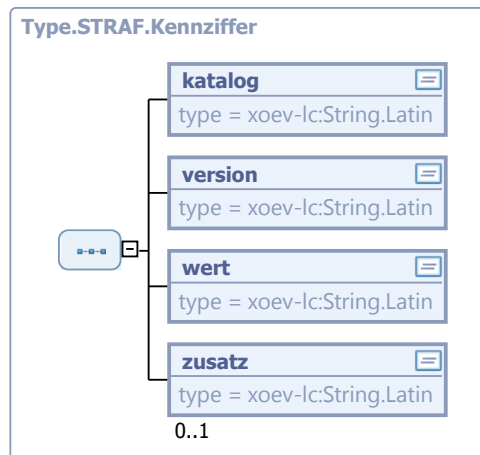 Type.STRAF.Kennziffer
katalog
type = xoev-lc:String.Latin
version
type = xoev-lc:String.Latin
wert
type = xoev-lc:String.Latin
zusatz
type = xoev-lc:String.Latin
0..1